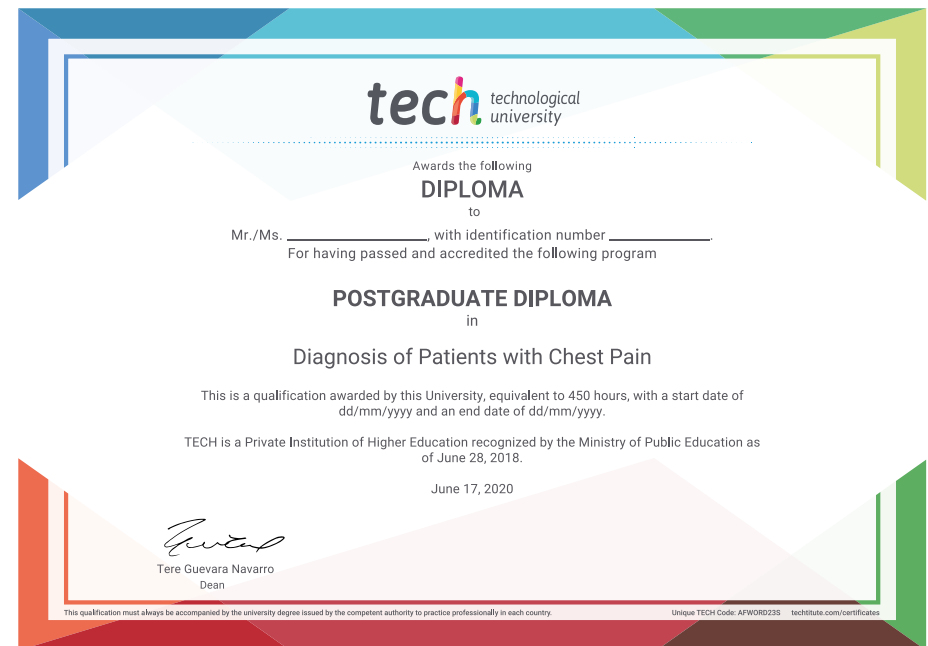 tech technological
university
Awards the following
DIPLOMA
to
Mr./Ms. ____________, with identification number ____________.
For having passed and accredited the following program
POSTGRADUATE DIPLOMA
in
Diagnosis of Patients with Chest Pain
This is a qualification awarded by this University, equivalent to 450 hours, with a start date of
dd/mm/yyyy and an end date of dd/mm/yyyy.
TECH is a Private Institution of Higher Education recognized by the Ministry of Public Education as
of June 28, 2018.
June 17, 2020
Tere Guevara Navarro
Dean
This qualification must always be accompanied by the university degree issued by the competent authority to practice professionally in each country.
Unique TECH Code: AFWORD23S techtitute.com/certificates